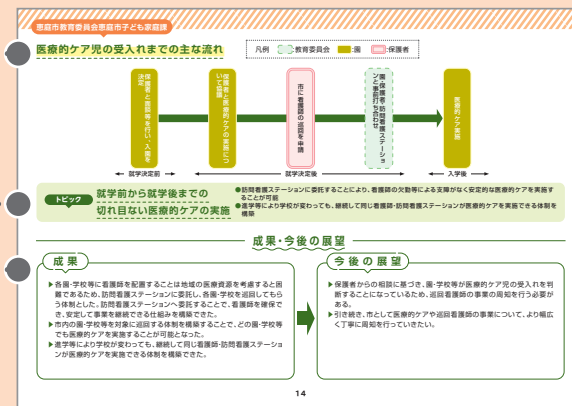 恵庭市教育委員会恵庭市子ども家庭課
医療的ケア児の受入れまでの主な流れ
凡例 :教育委員会 :園 :保護者
保護者と医師等を行い・入園を
決定
保護者と医療的ケアの実施につ
いて協議
市に看護師の巡回を申請
園・保護者・訪問看護ステーショ
ンと事前打ち合わせ
医療的ケア実施
就学決定前
就学決定後
入学後
トピック
就学前から就学後までの
切れ目ない医療的ケアの実施
●訪問看護ステーションに委託することにより、看護師の欠勤等による支障がなく安定的な医療的ケアを実施す
ることが可能
●進学等により学校が変わっても、継続して同じ看護師・訪問看護ステーションが医療的ケアを実施できる体制を
構築
成果・今後の展望
成果
▶各園・学校等に看護師を配置することは地域の医療資源を考慮すると困
難であるため、訪問看護ステーションに委託し、各園・学校を巡回してもら
う体制とした。訪問看護ステーションへ委託することで、看護師を確保で
き、安定して事業を継続できる仕組みを構築できた。
▶市内の園・学校等を対象に巡回する体制を構築することで、どの園・学校等
でも医療的ケアを実施することが可能となった。
▶進学等により学校が変わっても、継続して同じ看護師・訪問看護ステーショ
ンが医療的ケアを実施できる体制を構築できた。
今後の展望
▶保護者からの相談に基づき、園・学校等が医療的ケア児の受入れを判
断することになっているため、巡回看護師の事業の周知を行う必要が
ある。
▶引き続き、市として医療的ケアや巡回看護師の事業について、より幅広
く丁寧に周知を行っていきたい。
14